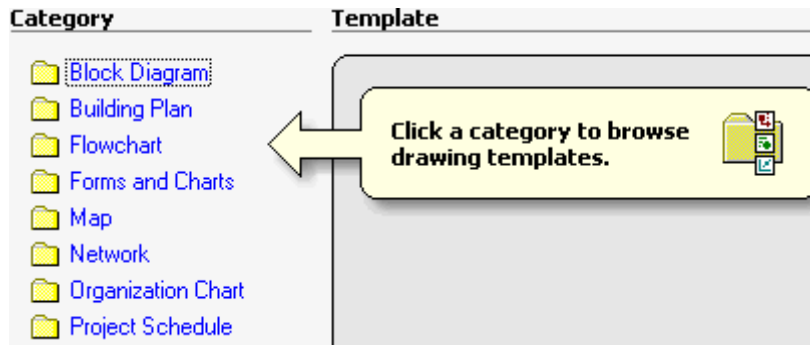 Category
Template
Block Diagram
Building Plan
Flowchart
Forms and Charts
Map
Network
Organization Chart
Project Schedule
Click a category to browse
drawing templates.